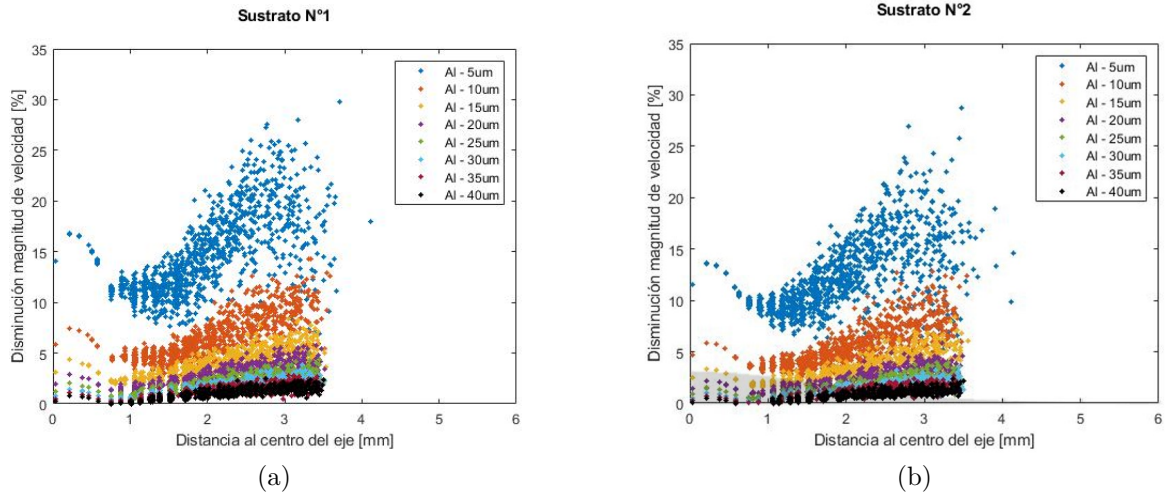 Sustrato N°1
Disminución magnitud de velocidad [%]
35
30
25
20
15
10
5
0
Al - 5um
Al - 10um
Al - 15um
Al - 20um
Al - 25um
Al - 30um
Al - 35um
Al - 40um
0 1 2 3 4 5 6
Distancia al centro del eje [mm]
(a)
Sustrato N°2
Disminución magnitud de velocidad [%]
35
30
25
20
15
10
5
0
Al - 5um
Al - 10um
Al - 15um
Al - 20um
Al - 25um
Al - 30um
Al - 35um
Al - 40um
0 1 2 3 4 5 6
Distancia al centro del eje [mm]
(b)